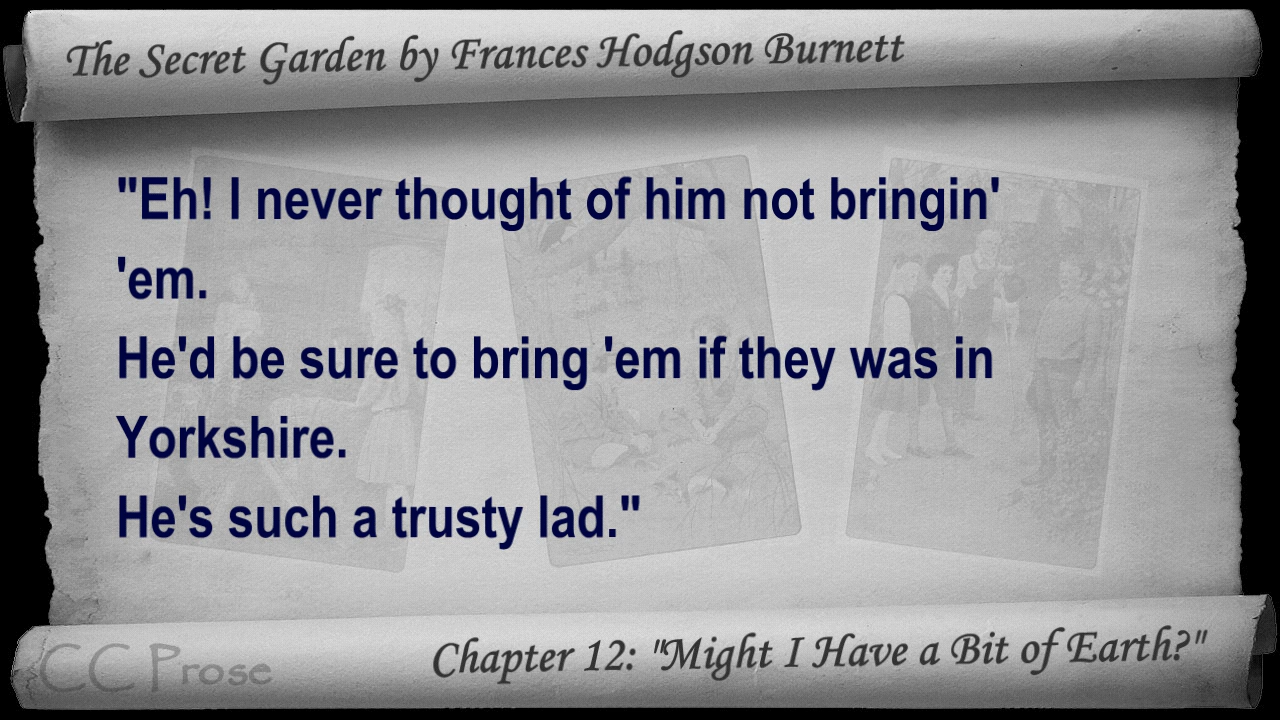 The Secret Garden by Frances Hodgson Burnett
"Eh! I never thought of him not bringin'
'em.
He'd be sure to bring 'em if they was in
Yorkshire.
He's such a trusty lad."
CC Prose
Chapter 12: "Might I Have a Bit of Earth?"